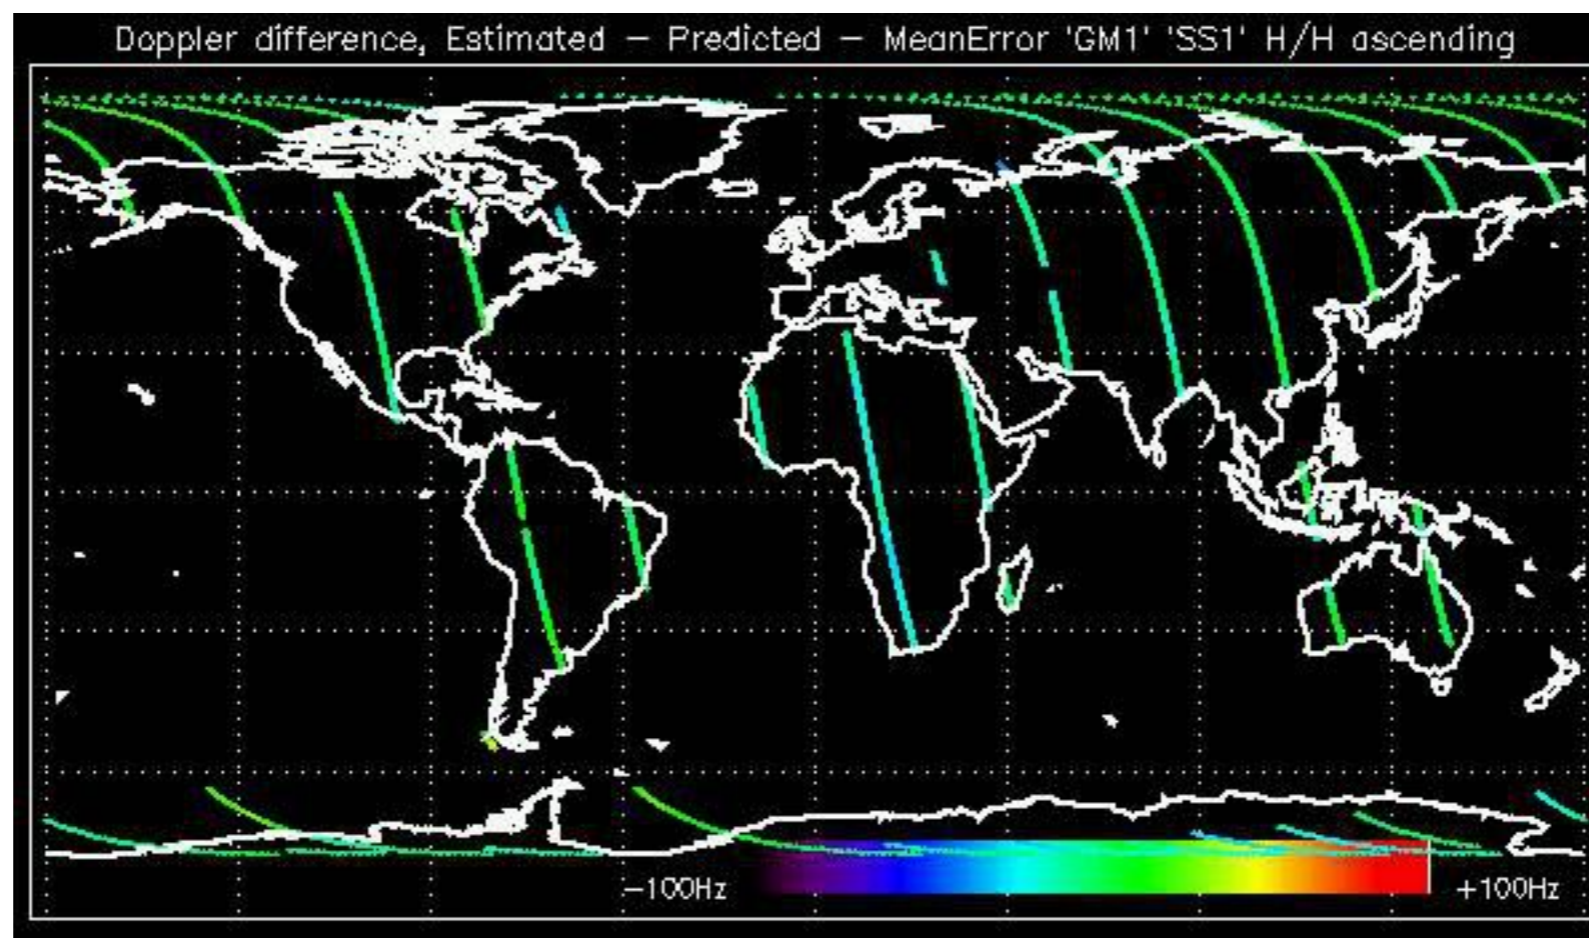 Doppler difference, Estimated — Predicted — MeanError 'GM1' 'SS1' H/H ascending
−100Hz
+100Hz